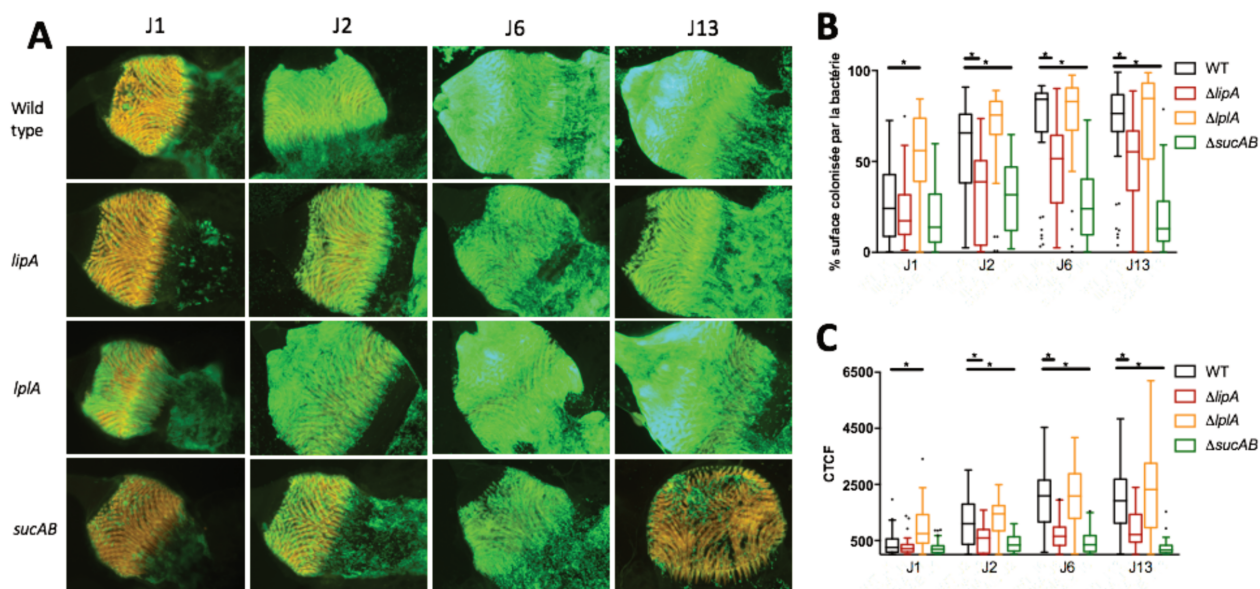 A
J1 J2 J6 J13
Wild
type
lipA
lplA
sucAB
B
% suface colonisée par la bactérie
100
50
0
* * * * * * *
J1 J2 J6 J13
WT
ΔlipA
ΔlplA
ΔsucAB
C
CTCF
6500
4500
2500
500
* * * * * * *
J1 J2 J6 J13
WT
ΔlipA
ΔlplA
ΔsucAB